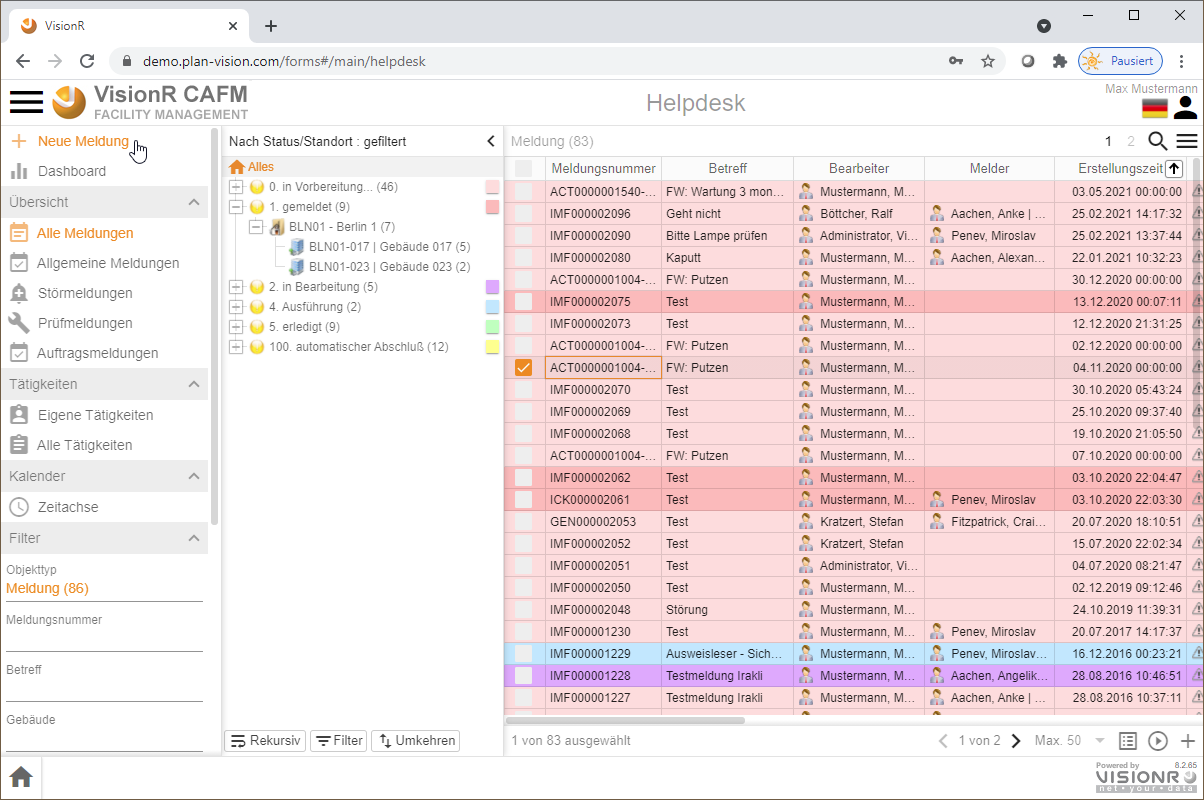 VisionR
demo.plan-vision.com/forms#/main/helpdesk
Pausiert
VisionR CAFM
FACILITY MANAGEMENT
Helpdesk
Max Mustermann
Neue Meldung
Dashboard
Übersicht
Alle Meldungen
Allgemeine Meldungen
Störmeldungen
Prüfmeldungen
Auftragsmeldungen
Tätigkeiten
Eigene Tätigkeiten
Alle Tätigkeiten
Kalender
Zeitachse
Filter
Objekttyp
Meldung (86)
Meldungsnummer
Betreff
Gebäude
Nach Status/Standort : gefiltert
Alles
0. in Vorbereitung... (46)
1. gemeldet (9)
BLN01 - Berlin 1 (7)
BLN01-017 | Gebäude 017 (5)
BLN01-023 | Gebäude 023 (2)
2. in Bearbeitung (5)
4. Ausführung (2)
5. erledigt (9)
100. automatischer Abschluß (12)
Rekursiv Filter Umkehren
Meldung (83) 1 2
Meldungsnummer Betreff Bearbeiter Melder Erstellungszeit
ACT0000001540-... FW: Wartung 3 mon... Mustermann, M... 03.05.2021 00:00:00
IMF000002096 Geht nicht Böttcher, Ralf Aachen, Anke | ... 25.02.2021 14:17:32
IMF000002090 Bitte Lampe prüfen Administrator, Vi... Penev, Miroslav 25.02.2021 13:37:44
IMF000002080 Kaputt Mustermann, M... Aachen, Alexan... 22.01.2021 10:32:23
ACT0000001004-... FW: Putzen Mustermann, M... 30.12.2020 00:00:00
IMF000002075 Test Mustermann, M... 13.12.2020 00:07:11
IMF000002073 Test Mustermann, M... 12.12.2020 21:31:25
ACT0000001004-... FW: Putzen Mustermann, M... 02.12.2020 00:00:00
ACT0000001004-... FW: Putzen Mustermann, M... 04.11.2020 00:00:00
IMF000002070 Test Mustermann, M... 30.10.2020 05:43:24
IMF000002069 Test Mustermann, M... 25.10.2020 09:37:40
IMF000002068 Test Mustermann, M... 19.10.2020 21:05:50
ACT0000001004-... FW: Putzen Mustermann, M... 07.10.2020 00:00:00
IMF000002062 Test Mustermann, M... 03.10.2020 22:04:47
ICK000002061 Test Mustermann, M... Penev, Miroslav 03.10.2020 22:03:30
GEN000002053 Test Kratzert, Stefan Fitzpatrick, Crai... 20.07.2020 18:10:51
IMF000002052 Test Kratzert, Stefan 15.07.2020 22:02:34
IMF000002051 Test Administrator, Vi... 04.07.2020 08:21:47
IMF000002050 Test Mustermann, M... 02.12.2019 09:12:46
IMF000002048 Störung Mustermann, M... 24.10.2019 11:39:31
IMF000001230 Test Mustermann, M... Penev, Miroslav 20.07.2017 14:17:37
IMF000001229 Ausweisleser - Sich... Mustermann, M... Penev, Miroslav... 16.12.2016 00:23:21
IMF000001228 Testmeldung Irakli Mustermann, M... Aachen, Angelik... 28.08.2016 10:46:51
IMF000001227 Testmeldung Irakli Mustermann, M... Aachen, Anke | ... 28.08.2016 10:37:11
1 von 83 ausgewählt 1 von 2 Max. 50
Powered by 8.2.65
VISIONR
net · your · data